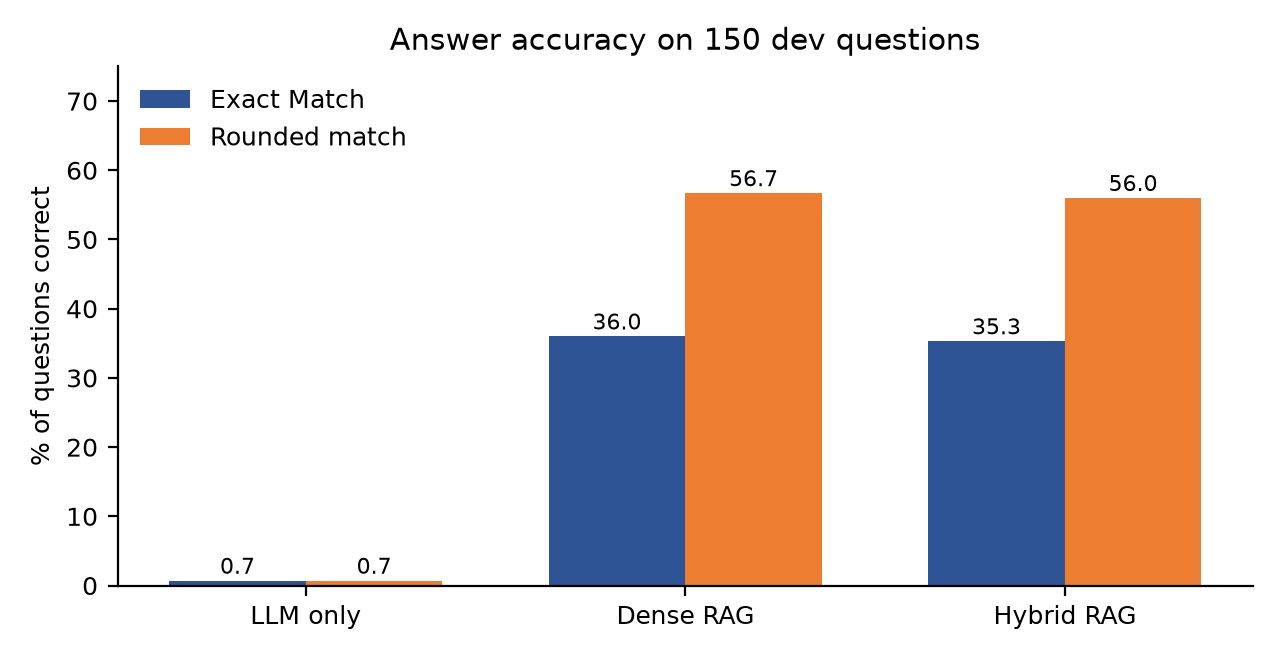 Answer accuracy on 150 dev questions
Exact Match
Rounded match
% of questions correct
70
60
50
40
30
20
10
0
0.7
0.7
36.0
56.7
35.3
56.0
LLM only
Dense RAG
Hybrid RAG